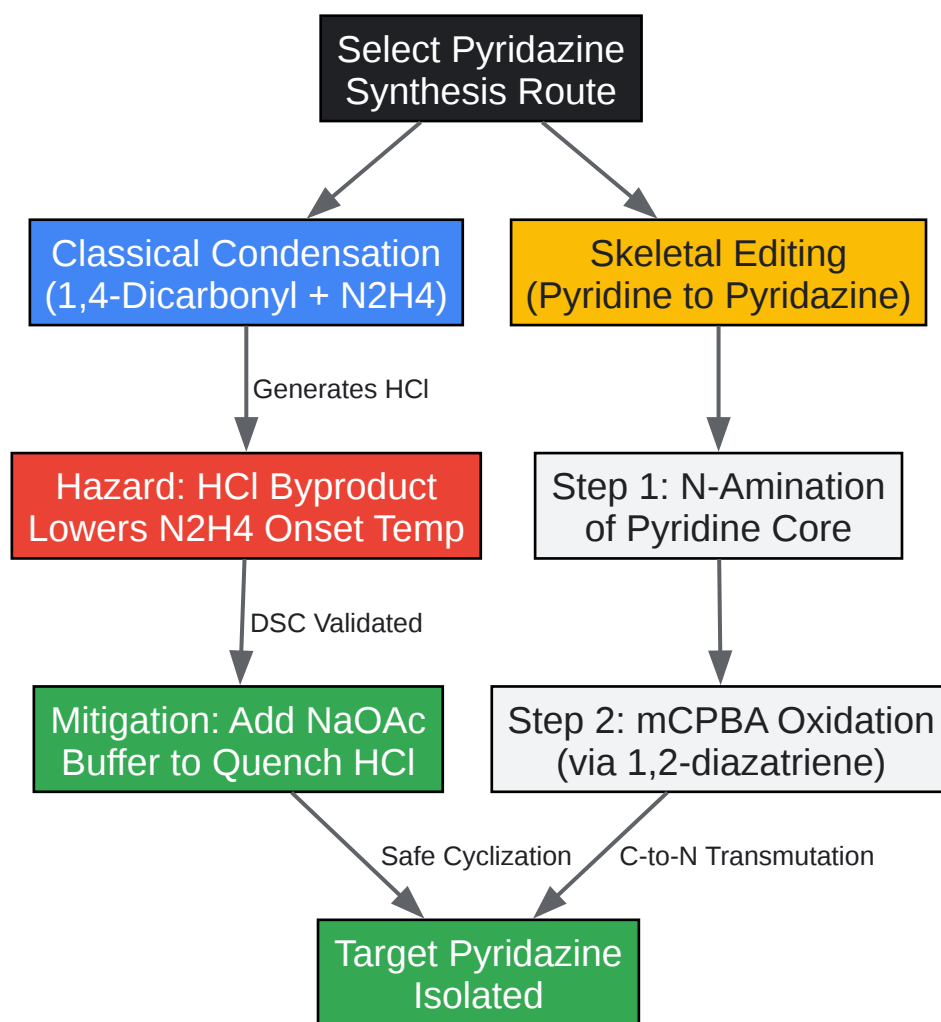 Select Pyridazine
Synthesis Route
Classical Condensation
(1,4-Dicarbonyl + N2H4)
Skeletal Editing
(Pyridine to Pyridazine)
Generates HCl
Hazard: HCl Byproduct
Lowers N2H4 Onset Temp
Step 1: N-Amination
of Pyridine Core
DSC Validated
Mitigation: Add NaOAc
Buffer to Quench HCl
Step 2: mCPBA Oxidation
(via 1,2-diazatriene)
Safe Cyclization
C-to-N Transmutation
Target Pyridazine
Isolated